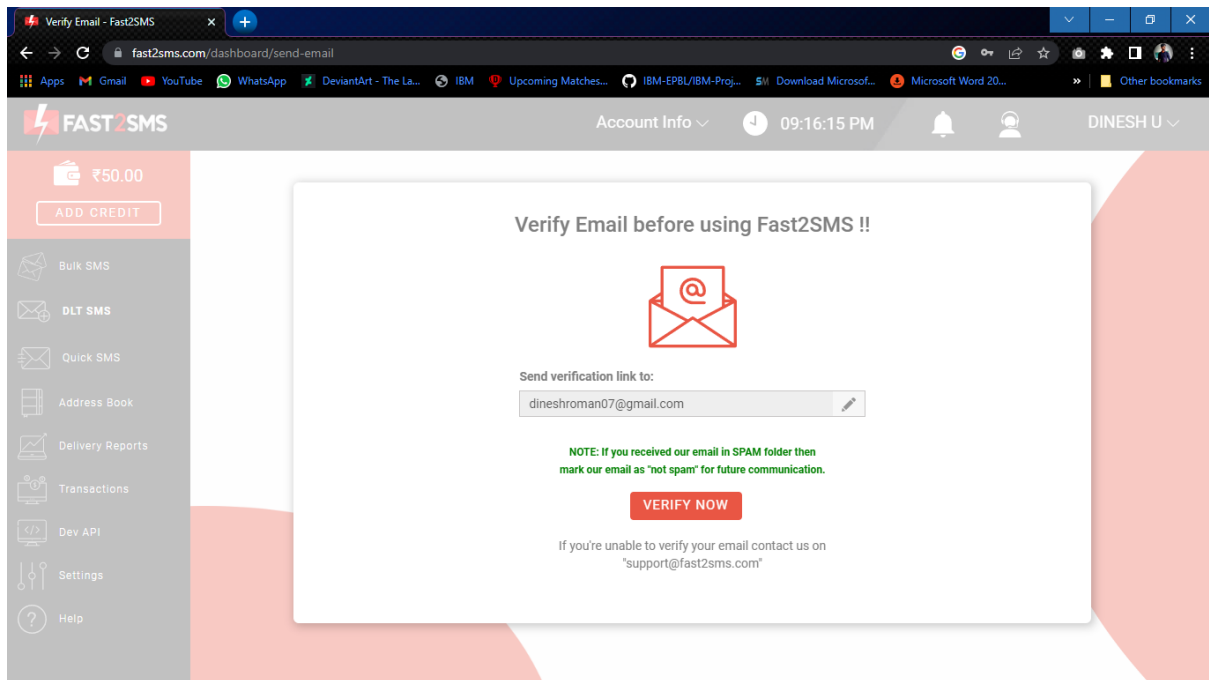 Verify Email - Fast2SMS
fast2sms.com/dashboard/send-email
Apps Gmail YouTube WhatsApp DeviantArt - The La... IBM Upcoming Matches... IBM-EPBL/IBM-Proj... SM Download Microsof... Microsoft Word 20... » Other bookmarks
FAST2SMS Account Info 09:16:15 PM DINESH U
₹50.00
ADD CREDIT
Bulk SMS
DLT SMS
Quick SMS
Address Book
Delivery Reports
Transactions
Dev API
Settings
Help
Verify Email before using Fast2SMS !!
@
Send verification link to:
dineshroman07@gmail.com
NOTE: If you received our email in SPAM folder then
mark our email as "not spam" for future communication.
VERIFY NOW
If you're unable to verify your email contact us on
"support@fast2sms.com"